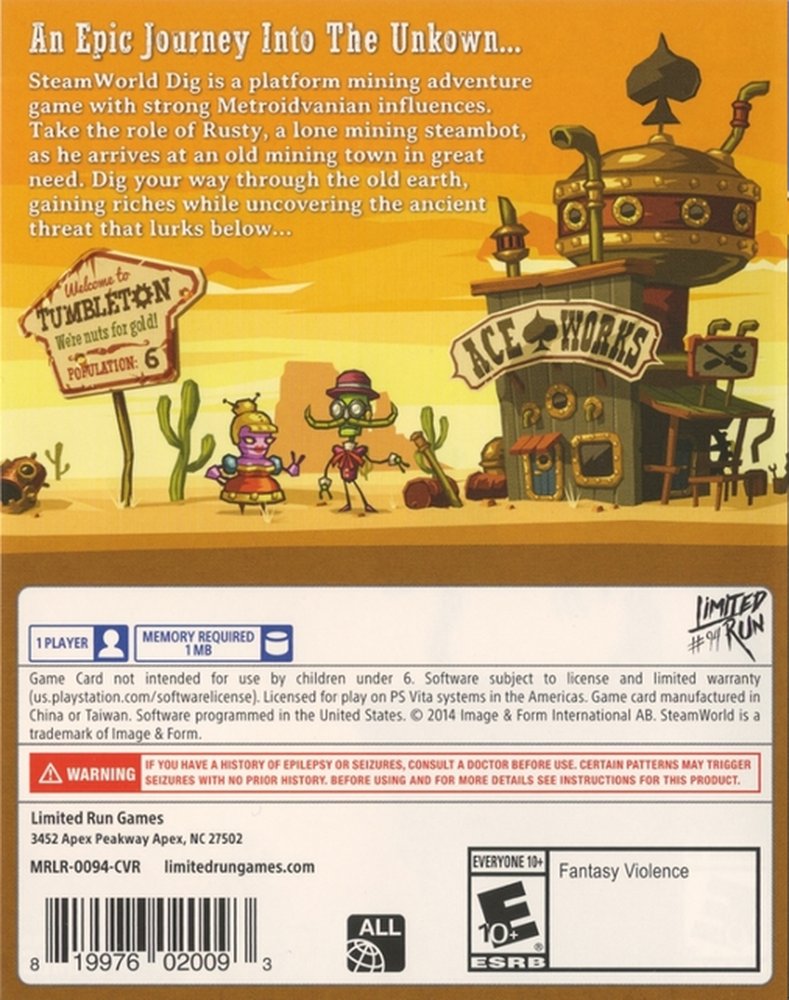 An Epic Journey Into The Unkown...
SteamWorld Dig is a platform mining adventure
game with strong Metroidvanian influences.
Take the role of Rusty, a lone mining steambot,
as he arrives at an old mining town in great
need. Dig your way through the old earth,
gaining riches while uncovering the ancient
threat that lurks below...
Welcome to
TUMBLETON
We're nuts for gold!
POPULATION: 6
ACE WORKS
LIMITED
RUN
#94
1 PLAYER
MEMORY REQUIRED
1 MB
Game Card not intended for use by children under 6. Software subject to license and limited warranty
(us.playstation.com/softwarelicense). Licensed for play on PS Vita systems in the Americas. Game card manufactured in
China or Taiwan. Software programmed in the United States. © 2014 Image & Form International AB. SteamWorld is a
trademark of Image & Form.
WARNING
IF YOU HAVE A HISTORY OF EPILEPSY OR SEIZURES, CONSULT A DOCTOR BEFORE USE. CERTAIN PATTERNS MAY TRIGGER
SEIZURES WITH NO PRIOR HISTORY. BEFORE USING AND FOR MORE DETAILS SEE INSTRUCTIONS FOR THIS PRODUCT.
Limited Run Games
3452 Apex Peakway Apex, NC 27502
MRLR-0094-CVR limitedrungames.com
8 19976 02009 3
ALL
EVERYONE 10+
E
10+
®
ESRB
Fantasy Violence